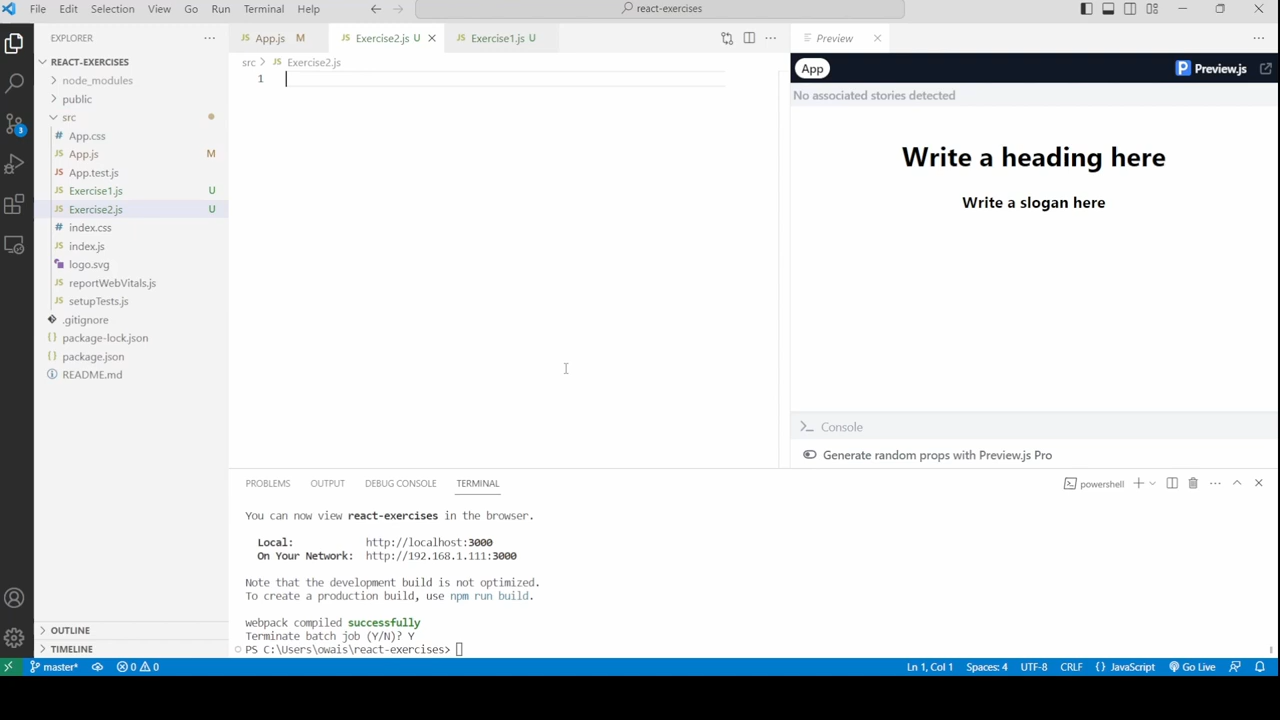 File Edit Selection View Go Run Terminal Help
react-exercises
EXPLORER
REACT-EXERCISES
node_modules
public
src
App.css
App.js M
App.test.js
Exercise1.js U
Exercise2.js U
index.css
index.js
logo.svg
reportWebVitals.js
setupTests.js
.gitignore
package-lock.json
package.json
README.md
OUTLINE
TIMELINE
App.js M
Exercise2.js U
Exercise1.js U
src > Exercise2.js
1
Preview
App
Preview.js
No associated stories detected
Write a heading here
Write a slogan here
Console
Generate random props with Preview.js Pro
PROBLEMS OUTPUT DEBUG CONSOLE TERMINAL
powershell
You can now view react-exercises in the browser.
Local: http://localhost:3000
On Your Network: http://192.168.1.111:3000
Note that the development build is not optimized.
To create a production build, use npm run build.
webpack compiled successfully
Terminate batch job (Y/N)? Y
PS C:\Users\owais\react-exercises>
3
master* 0 0
Ln 1, Col 1 Spaces: 4 UTF-8 CRLF {} JavaScript Go Live